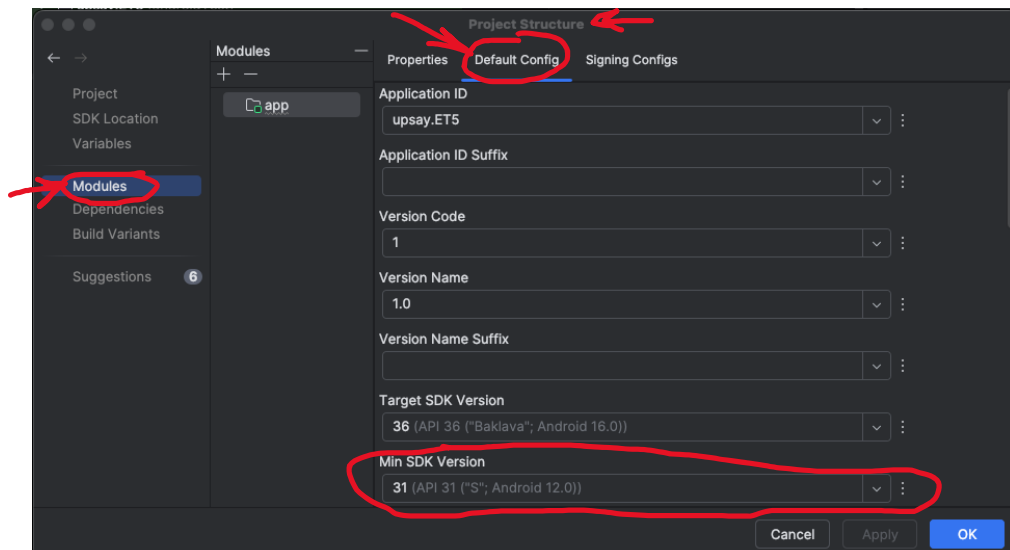 Project Structure
Project
SDK Location
Variables
Modules
Dependencies
Build Variants
Suggestions 6
Modules
app
Properties Default Config Signing Configs
Application ID
upsay.ET5
Application ID Suffix
Version Code
1
Version Name
1.0
Version Name Suffix
Target SDK Version
36 (API 36 ("Baklava"; Android 16.0))
Min SDK Version
31 (API 31 ("S"; Android 12.0))
Cancel Apply OK